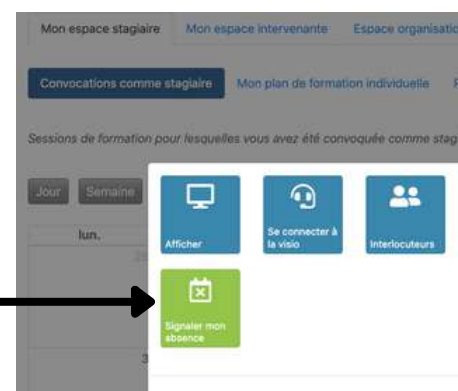 Mon espace stagiaire Mon espace intervenante Espace organisatio
Convocations comme stagiaire Mon plan de formation individuelle
Sessions de formation pour lesquelles vous avez été convoquée comme stag
Jour Semaine
lun.
Afficher
Se connecter à
la visio
Interlocuteurs
Signaler mon
absence
3